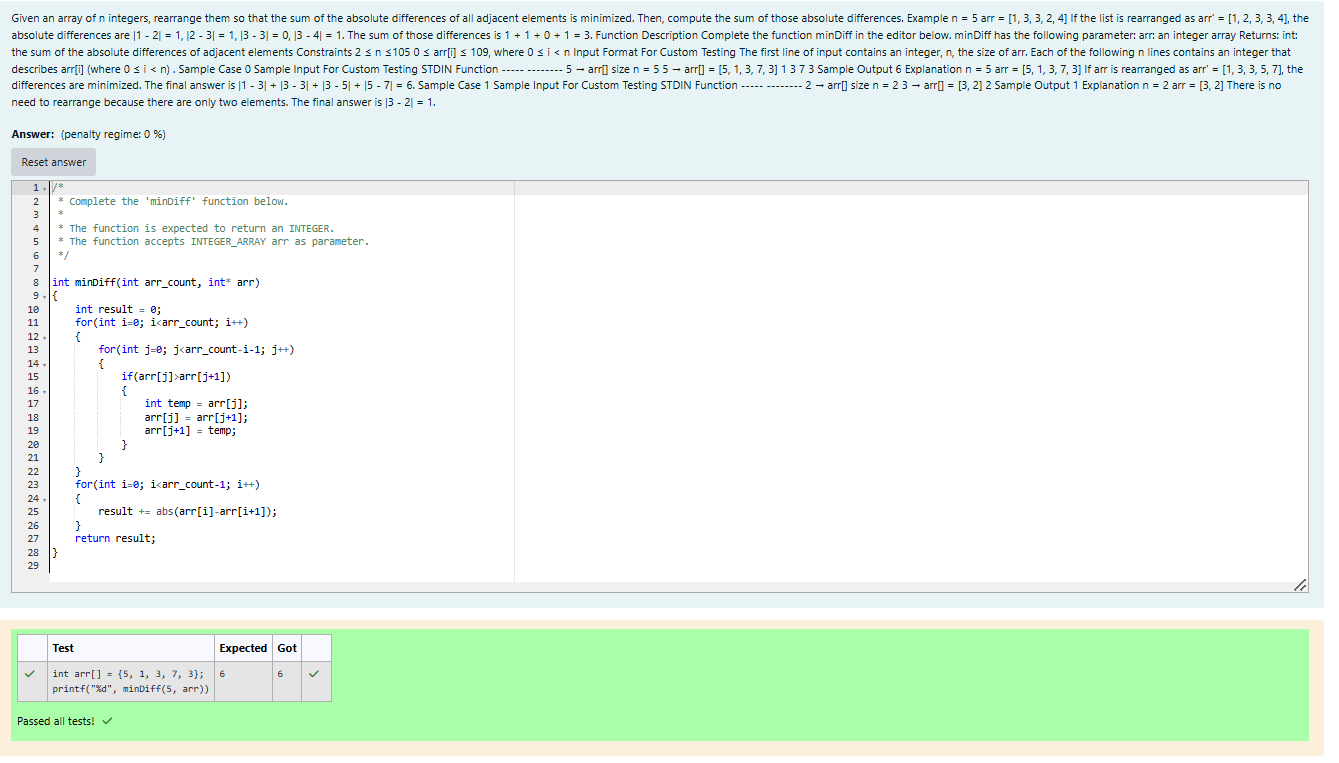 Given an array of n integers, rearrange them so that the sum of the absolute differences of all adjacent elements is minimized. Then, compute the sum of those absolute differences. Example n = 5 arr = [1, 3, 3, 2, 4] If the list is rearranged as arr' = [1, 2, 3, 3, 4], the
absolute differences are |1 - 2| = 1, |2 - 3| = 1, |3 - 3| = 0, |3 - 4| = 1. The sum of those differences is 1 + 1 + 0 + 1 = 3. Function Description Complete the function minDiff in the editor below. minDiff has the following parameter: arr: an integer array Returns: int:
the sum of the absolute differences of adjacent elements Constraints 2 ≤ n ≤105 0 ≤ arr[i] ≤ 109, where 0 ≤ i < n Input Format For Custom Testing The first line of input contains an integer, n, the size of arr. Each of the following n lines contains an integer that
describes arr[i] (where 0 ≤ i < n) . Sample Case 0 Sample Input For Custom Testing STDIN Function ----- -------- 5 → arr[] size n = 5 5 → arr[] = [5, 1, 3, 7, 3] 1 3 7 3 Sample Output 6 Explanation n = 5 arr = [5, 1, 3, 7, 3] If arr is rearranged as arr' = [1, 3, 3, 5, 7], the
differences are minimized. The final answer is |1 - 3| + |3 - 3| + |3 - 5| + |5 - 7| = 6. Sample Case 1 Sample Input For Custom Testing STDIN Function ----- -------- 2 → arr[] size n = 2 3 → arr[] = [3, 2] 2 Sample Output 1 Explanation n = 2 arr = [3, 2] There is no
need to rearrange because there are only two elements. The final answer is |3 - 2| = 1.
Answer: (penalty regime: 0 %)
Reset answer
1 /*
2 * Complete the 'minDiff' function below.
3 *
4 * The function is expected to return an INTEGER.
5 * The function accepts INTEGER_ARRAY arr as parameter.
6 */
7
8 int minDiff(int arr_count, int* arr)
9 {
10 int result = 0;
11 for(int i=0; i<arr_count; i++)
12 {
13 for(int j=0; j<arr_count-i-1; j++)
14 {
15 if(arr[j]>arr[j+1])
16 {
17 int temp = arr[j];
18 arr[j] = arr[j+1];
19 arr[j+1] = temp;
20 }
21 }
22 }
23 for(int i=0; i<arr_count-1; i++)
24 {
25 result += abs(arr[i]-arr[i+1]);
26 }
27 return result;
28 }
29
Test Expected Got
int arr[] = {5, 1, 3, 7, 3}; 6 6
printf("%d", minDiff(5, arr))
Passed all tests!